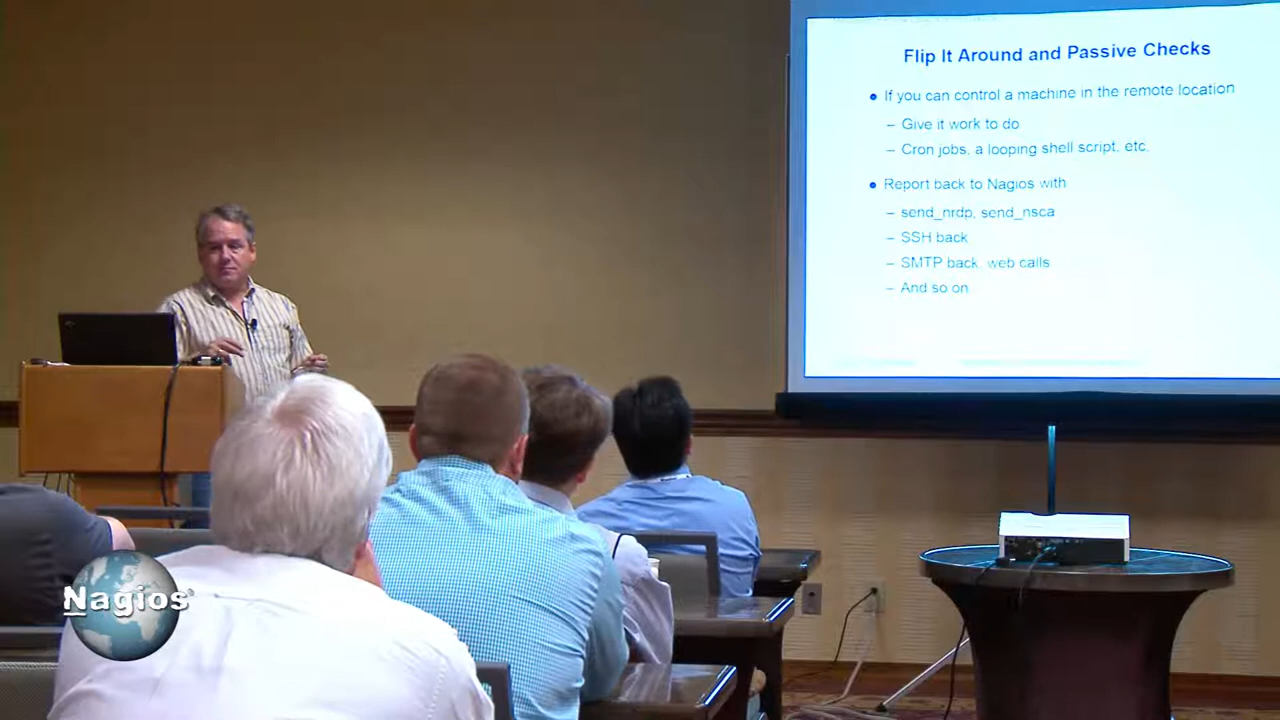 Flip It Around and Passive Checks
• If you can control a machine in the remote location
– Give it work to do
– Cron jobs, a looping shell script, etc.
• Report back to Nagios with
– send_nrdp, send_nsca
– SSH back
– SMTP back, web calls
– And so on
Nagios®